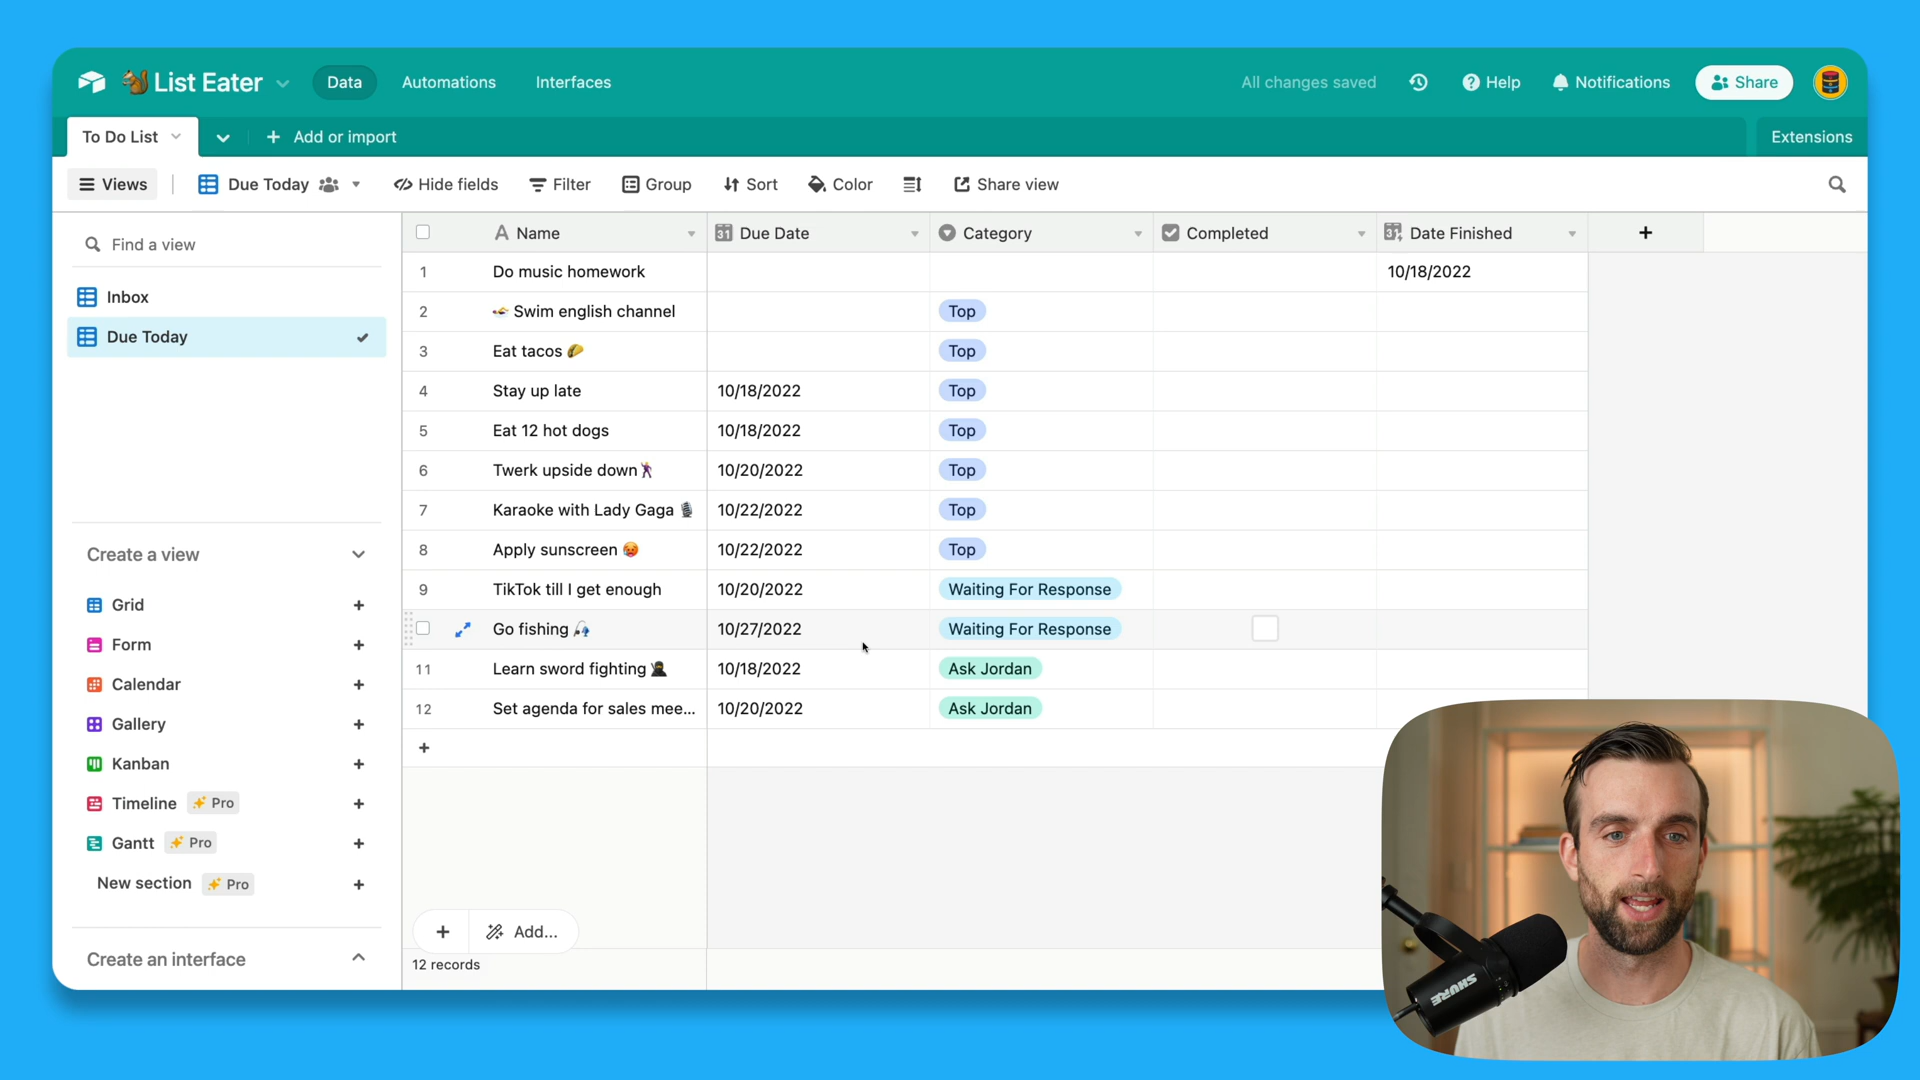 🐿️ List Eater
Data
Automations
Interfaces
All changes saved
Help
Notifications
Share
To Do List
Add or import
Extensions
Views
Due Today
Hide fields
Filter
Group
Sort
Color
Share view
Find a view
Inbox
Due Today
Create a view
Grid
Form
Calendar
Gallery
Kanban
Timeline Pro
Gantt Pro
New section Pro
Create an interface
Name Due Date Category Completed Date Finished
1 Do music homework 10/18/2022
2 Swim english channel Top
3 Eat tacos 🌮 Top
4 Stay up late 10/18/2022 Top
5 Eat 12 hot dogs 10/18/2022 Top
6 Twerk upside down 10/20/2022 Top
7 Karaoke with Lady Gaga 🎙️ 10/22/2022 Top
8 Apply sunscreen 🥵 10/22/2022 Top
9 TikTok till I get enough 10/20/2022 Waiting For Response
Go fishing 🎣 10/27/2022 Waiting For Response
11 Learn sword fighting 🥷 10/18/2022 Ask Jordan
12 Set agenda for sales mee... 10/20/2022 Ask Jordan
Add...
12 records
SHURE